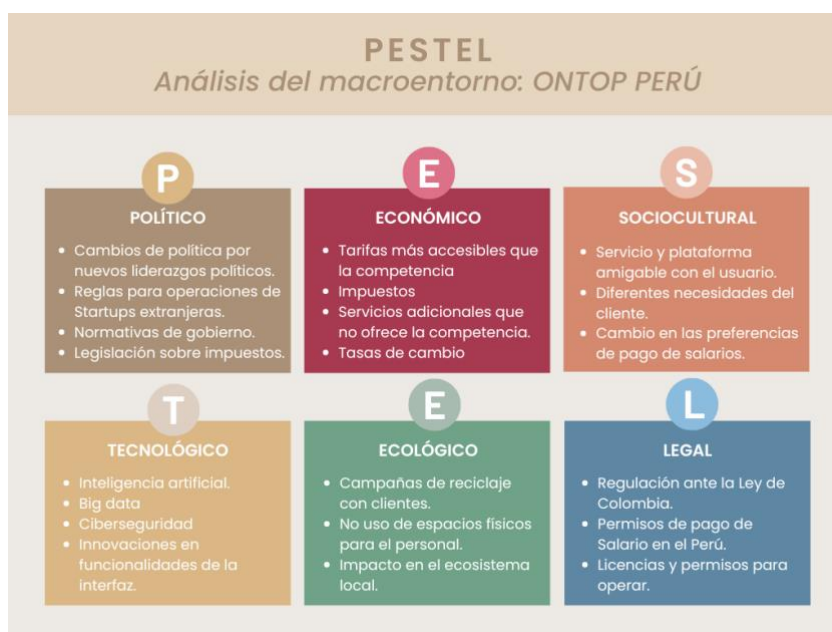 PESTEL
Análisis del macroentorno: ONTOP PERÚ
P
POLÍTICO
• Cambios de política por
nuevos liderazgos políticos.
• Reglas para operaciones de
Startups extranjeras.
• Normativas de gobierno.
• Legislación sobre impuestos.
E
ECONÓMICO
• Tarifas más accesibles que
la competencia
• Impuestos
• Servicios adicionales que
no ofrece la competencia.
• Tasas de cambio
S
SOCIOCULTURAL
• Servicio y plataforma
amigable con el usuario.
• Diferentes necesidades del
cliente.
• Cambio en las preferencias
de pago de salarios.
T
TECNOLÓGICO
• Inteligencia artificial.
• Big data
• Ciberseguridad
• Innovaciones en
funcionalidades de la
interfaz.
E
ECOLÓGICO
• Campañas de reciclaje
con clientes.
• No uso de espacios físicos
para el personal.
• Impacto en el ecosistema
local.
L
LEGAL
• Regulación ante la Ley de
Colombia.
• Permisos de pago de
Salario en el Perú.
• Licencias y permisos para
operar.